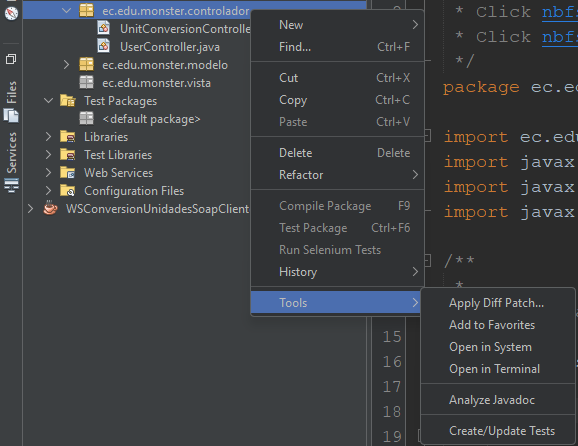 ec.edu.monster.controlador
UnitConversionControlle
UserController.java
ec.edu.monster.modelo
ec.edu.monster.vista
Test Packages
<default package>
Libraries
Test Libraries
Web Services
Configuration Files
WSConversionUnidadesSoapClient
Files
Services
New
Find... Ctrl+F
Cut Ctrl+X
Copy Ctrl+C
Paste Ctrl+V
Delete Delete
Refactor
Compile Package F9
Test Package Ctrl+F6
Run Selenium Tests
History
Tools
Apply Diff Patch...
Add to Favorites
Open in System
Open in Terminal
Analyze Javadoc
Create/Update Tests
* Click nbfs
* Click nbfs
*/
package ec.ed
import ec.edu
import javax
import javax
import javax
/**
*
15
16
17
18
19